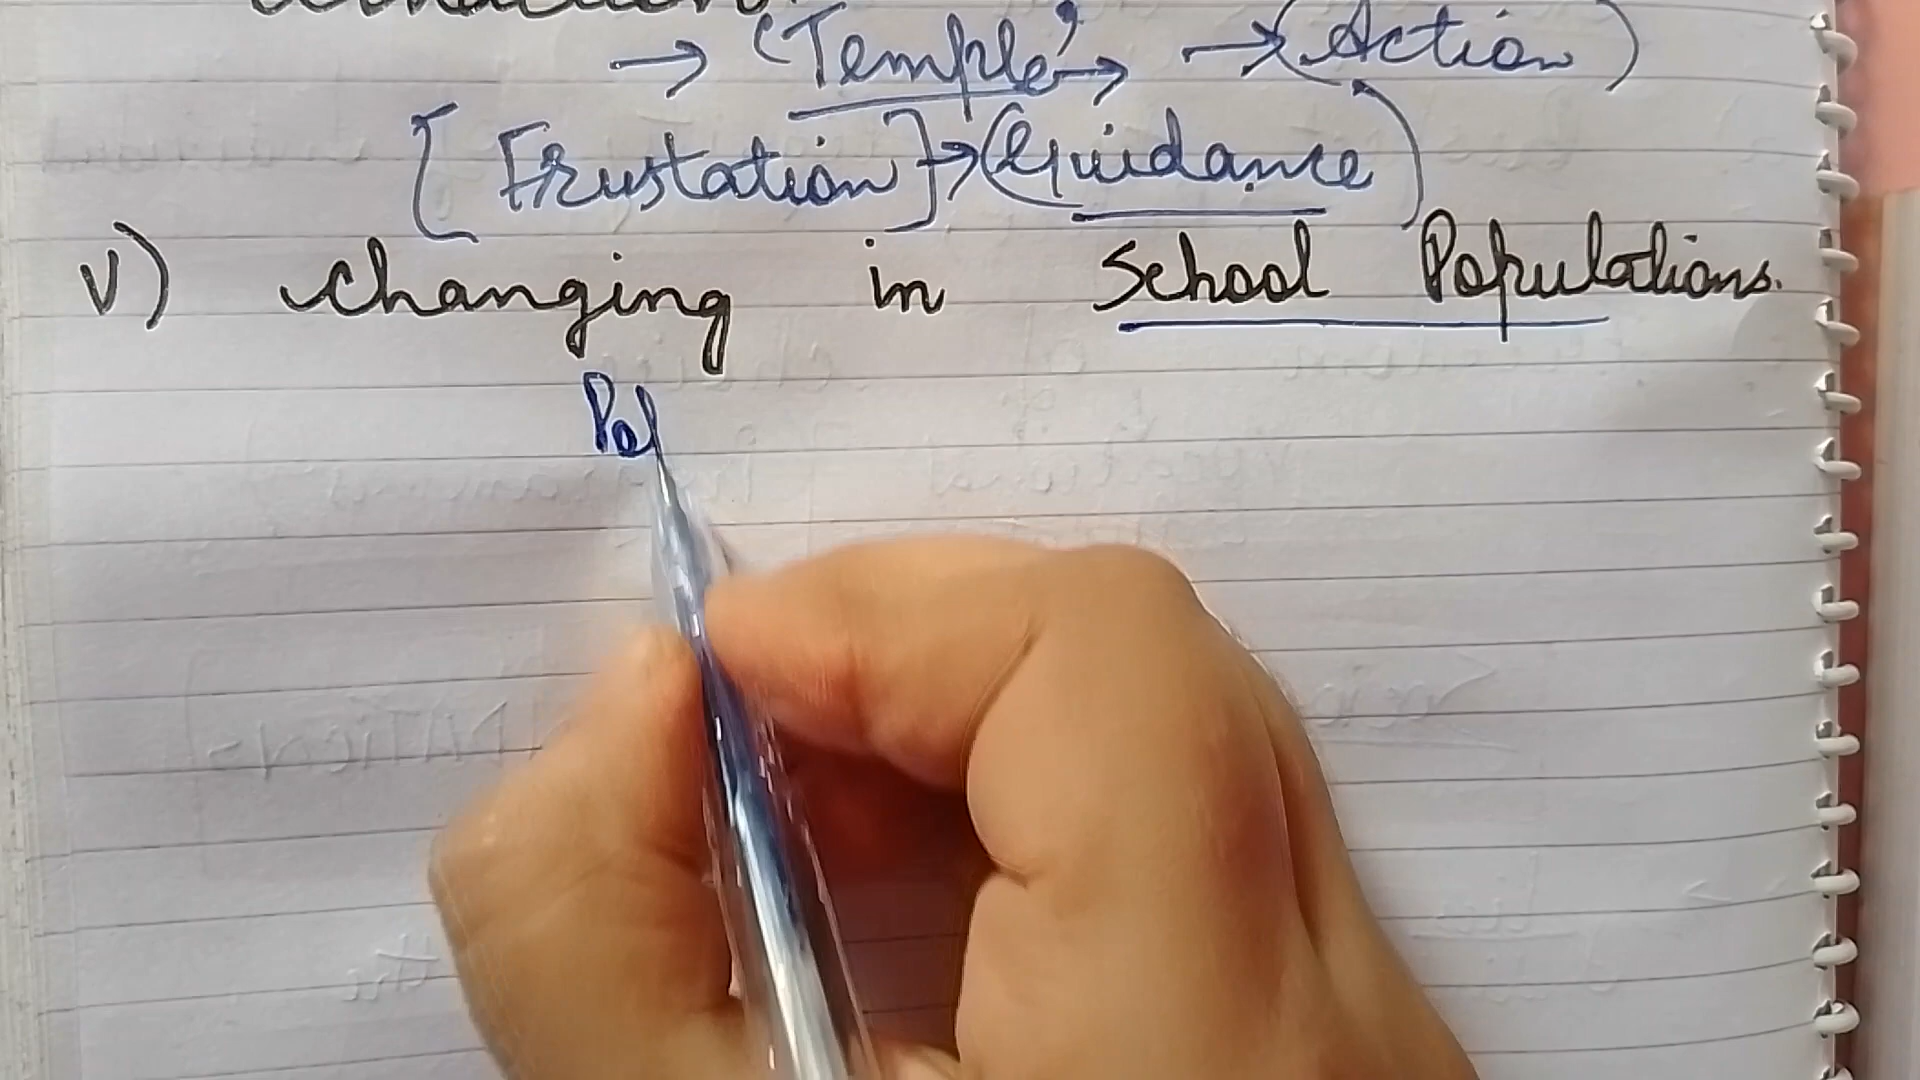 → 'Temple' → → (Action)
[Frustation] → (Guidance)
v) changing in School Populations.